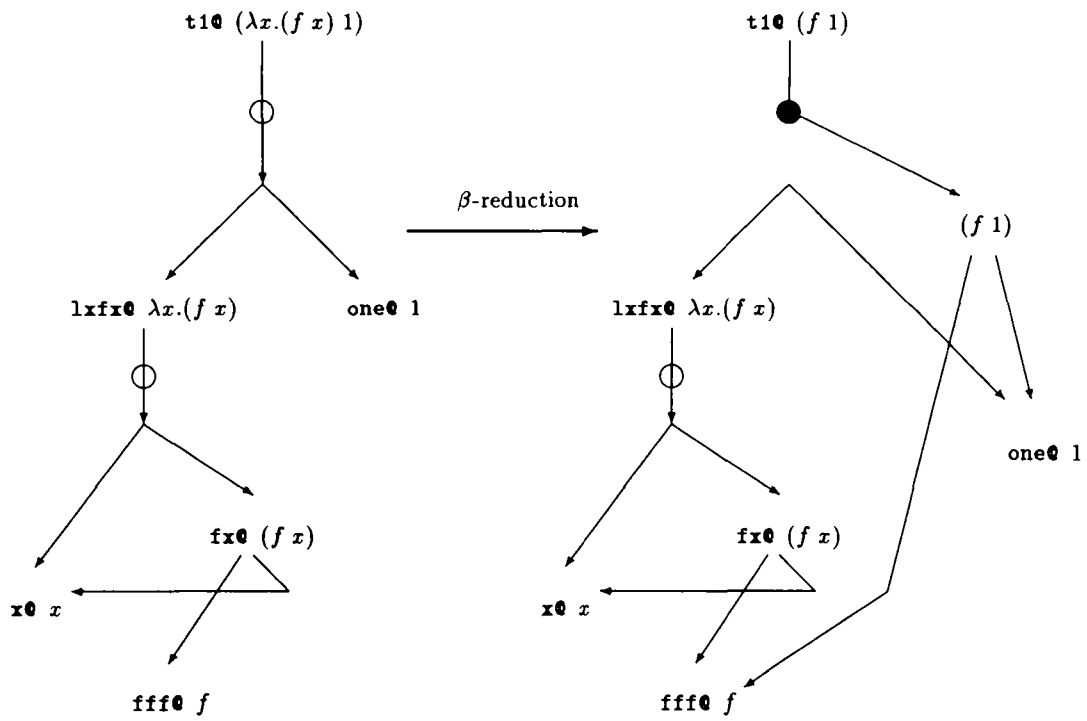 t1@ (λx.(f x) 1)
t1@ (f 1)
β-reduction
(f 1)
lxfx@ λx.(f x)
one@ 1
lxfx@ λx.(f x)
one@ 1
fx@ (f x)
fx@ (f x)
x@ x
x@ x
fff@ f
fff@ f